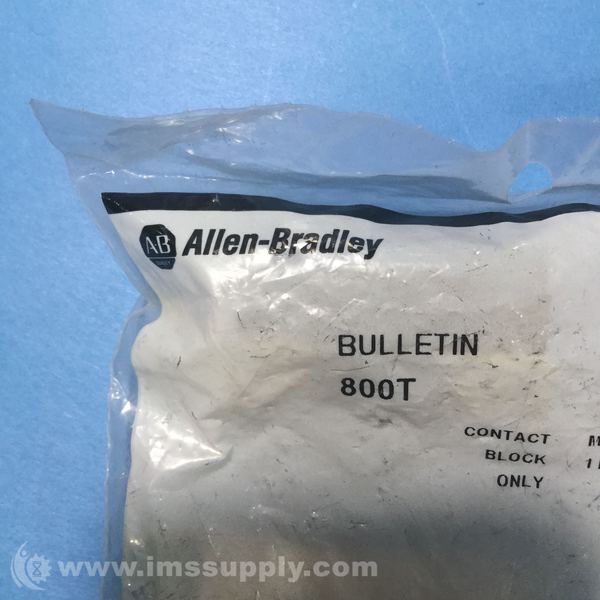 AB Allen-Bradley
BULLETIN
800T
CONTACT
BLOCK
ONLY
www.imssupply.com